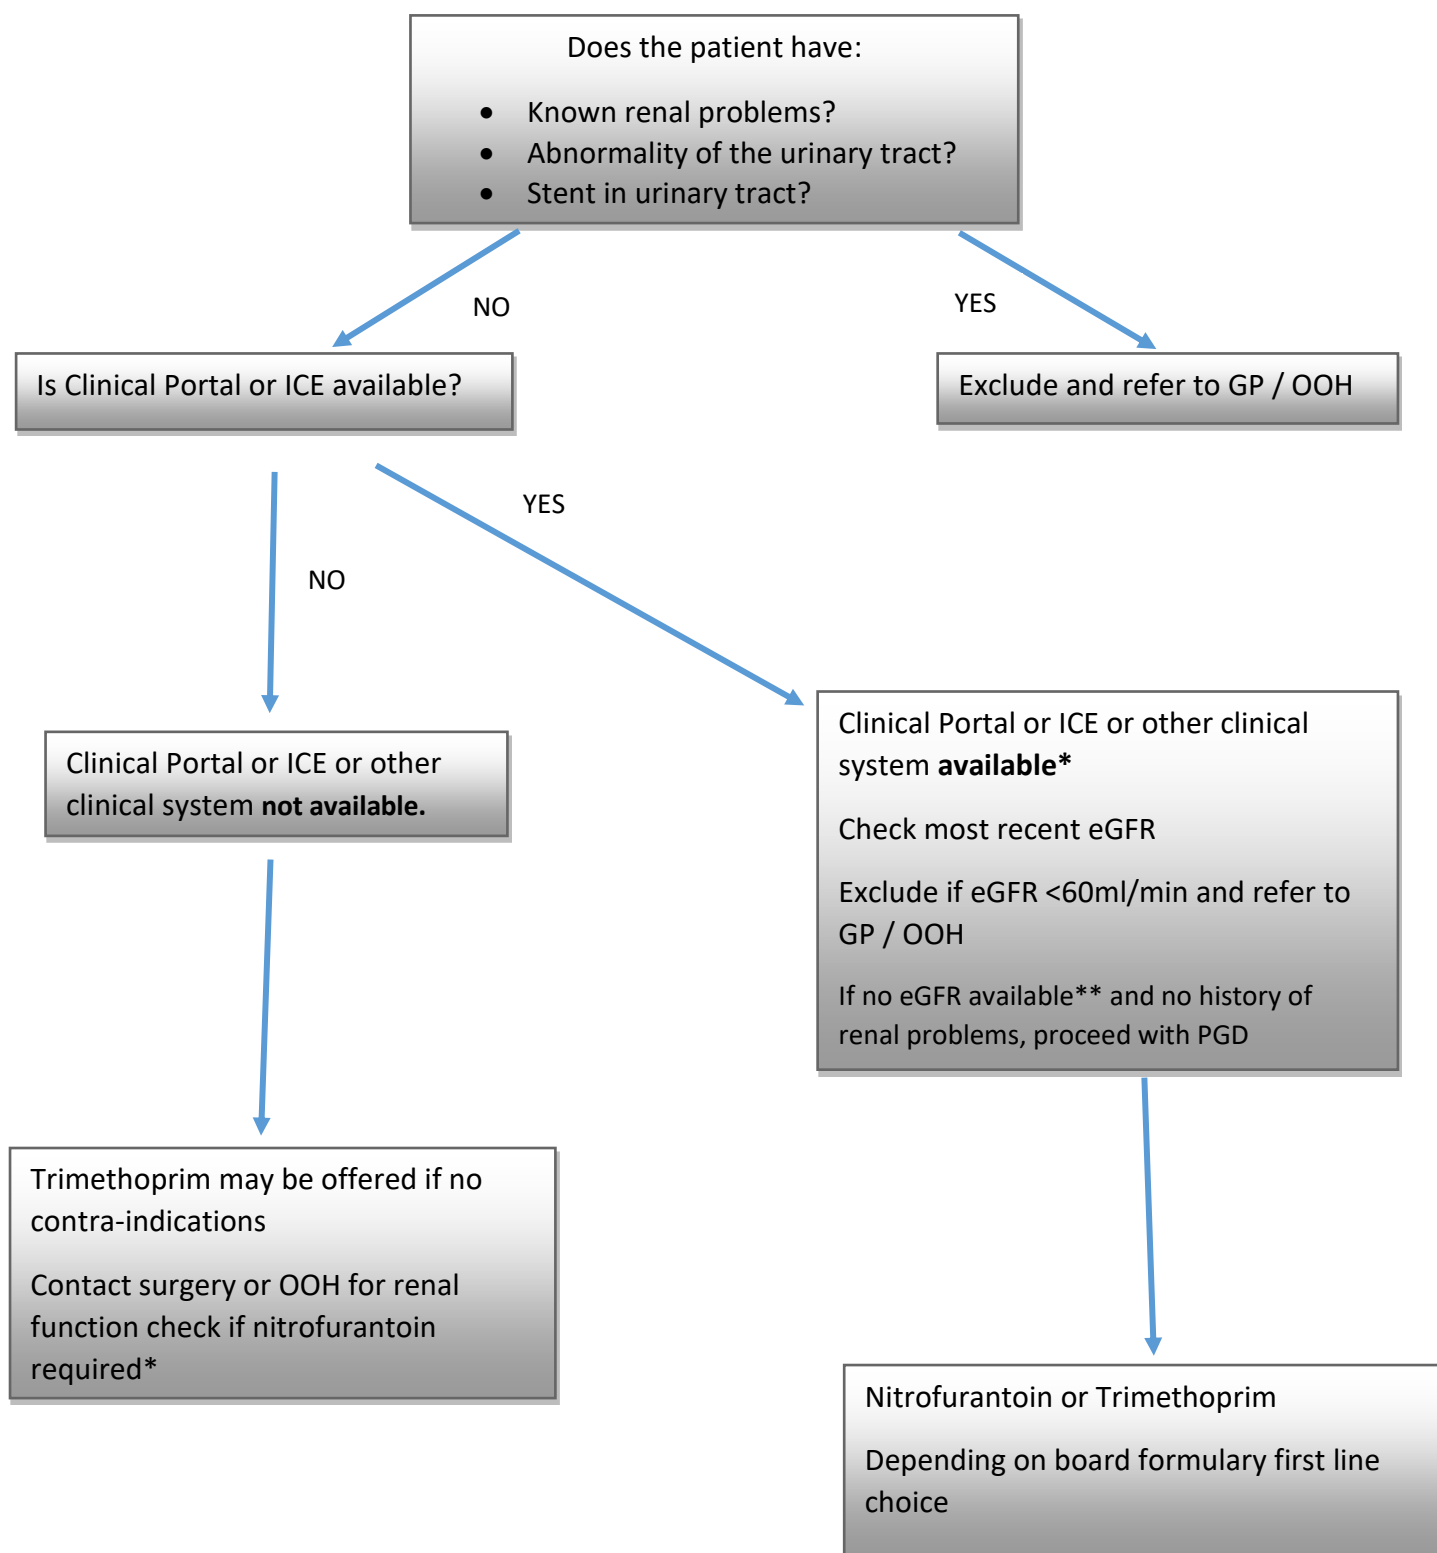 Does the patient have:
• Known renal problems?
• Abnormality of the urinary tract?
• Stent in urinary tract?
NO
YES
Is Clinical Portal or ICE available?
Exclude and refer to GP / OOH
YES
NO
Clinical Portal or ICE or other
clinical system not available.
Clinical Portal or ICE or other clinical
system available*
Check most recent eGFR
Exclude if eGFR <60ml/min and refer to
GP / OOH
If no eGFR available** and no history of
renal problems, proceed with PGD
Trimethoprim may be offered if no
contra-indications
Contact surgery or OOH for renal
function check if nitrofurantoin
required*
Nitrofurantoin or Trimethoprim
Depending on board formulary first line
choice